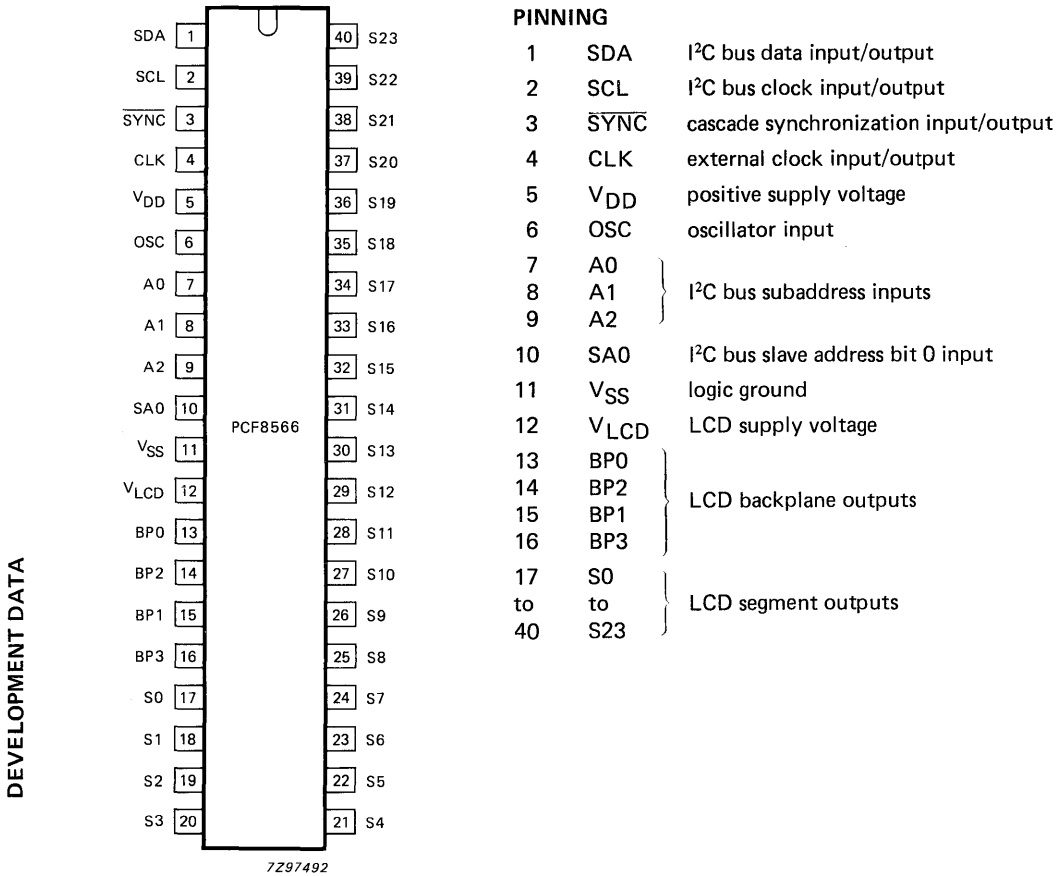 SDA 1
SCL 2
SYNC 3
CLK 4
VDD 5
OSC 6
A0 7
A1 8
A2 9
SA0 10
VSS 11
VLCD 12
BP0 13
BP2 14
BP1 15
BP3 16
S0 17
S1 18
S2 19
S3 20
PCF8566
40 S23
39 S22
38 S21
37 S20
36 S19
35 S18
34 S17
33 S16
32 S15
31 S14
30 S13
29 S12
28 S11
27 S10
26 S9
25 S8
24 S7
23 S6
22 S5
21 S4
7Z97492
DEVELOPMENT DATA
PINNING
1 SDA I²C bus data input/output
2 SCL I²C bus clock input/output
3 SYNC cascade synchronization input/output
4 CLK external clock input/output
5 VDD positive supply voltage
6 OSC oscillator input
7 A0
8 A1 I²C bus subaddress inputs
9 A2
10 SA0 I²C bus slave address bit 0 input
11 VSS logic ground
12 VLCD LCD supply voltage
13 BP0
14 BP2
LCD backplane outputs
15 BP1
16 BP3
17 S0
to to LCD segment outputs
40 S23